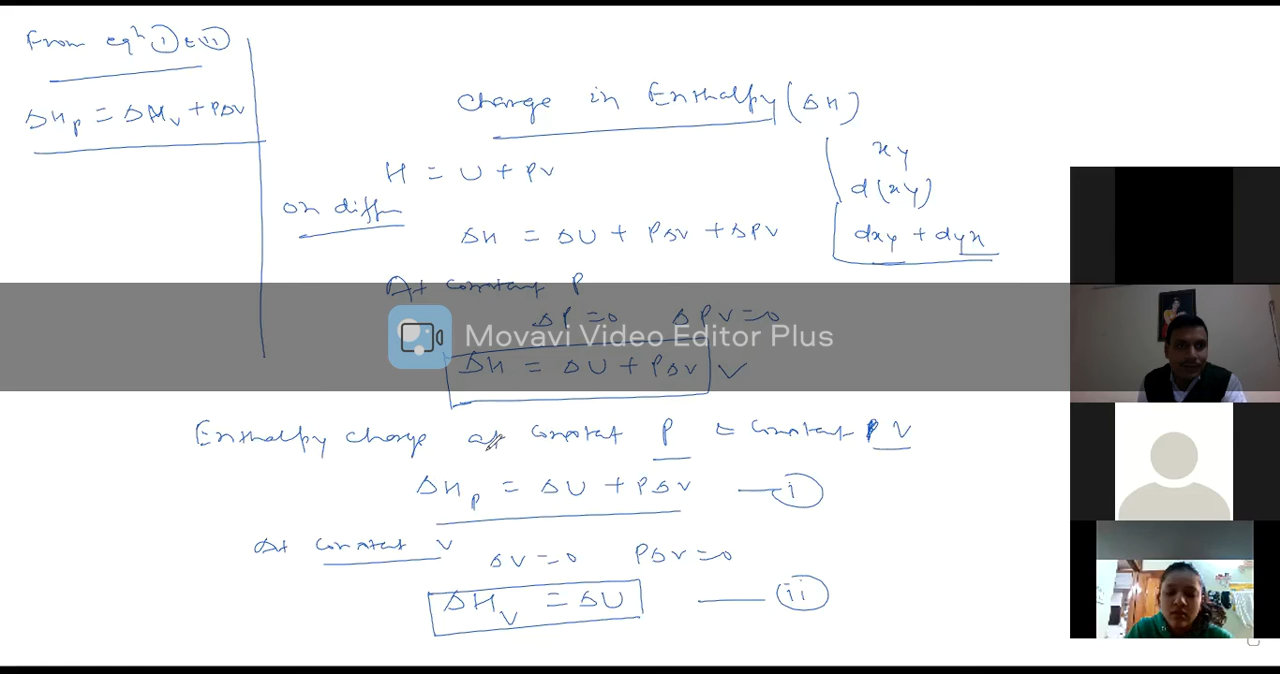 From eqⁿ (i) & (ii)
ΔHₚ = ΔHᵥ + PΔV
Change in Enthalpy (ΔH)
H = U + PV
on diffn
ΔH = ΔU + PΔV + ΔPV
xy
d(xy)
dxy + dyx
At constant P
ΔP = 0 ΔPV = 0
Movavi Video Editor Plus
ΔH = ΔU + PΔV
Enthalpy change at constant P & constant V
ΔHₚ = ΔU + PΔV — (i)
At constant V
ΔV = 0 PΔV = 0
ΔHᵥ = ΔU — (ii)